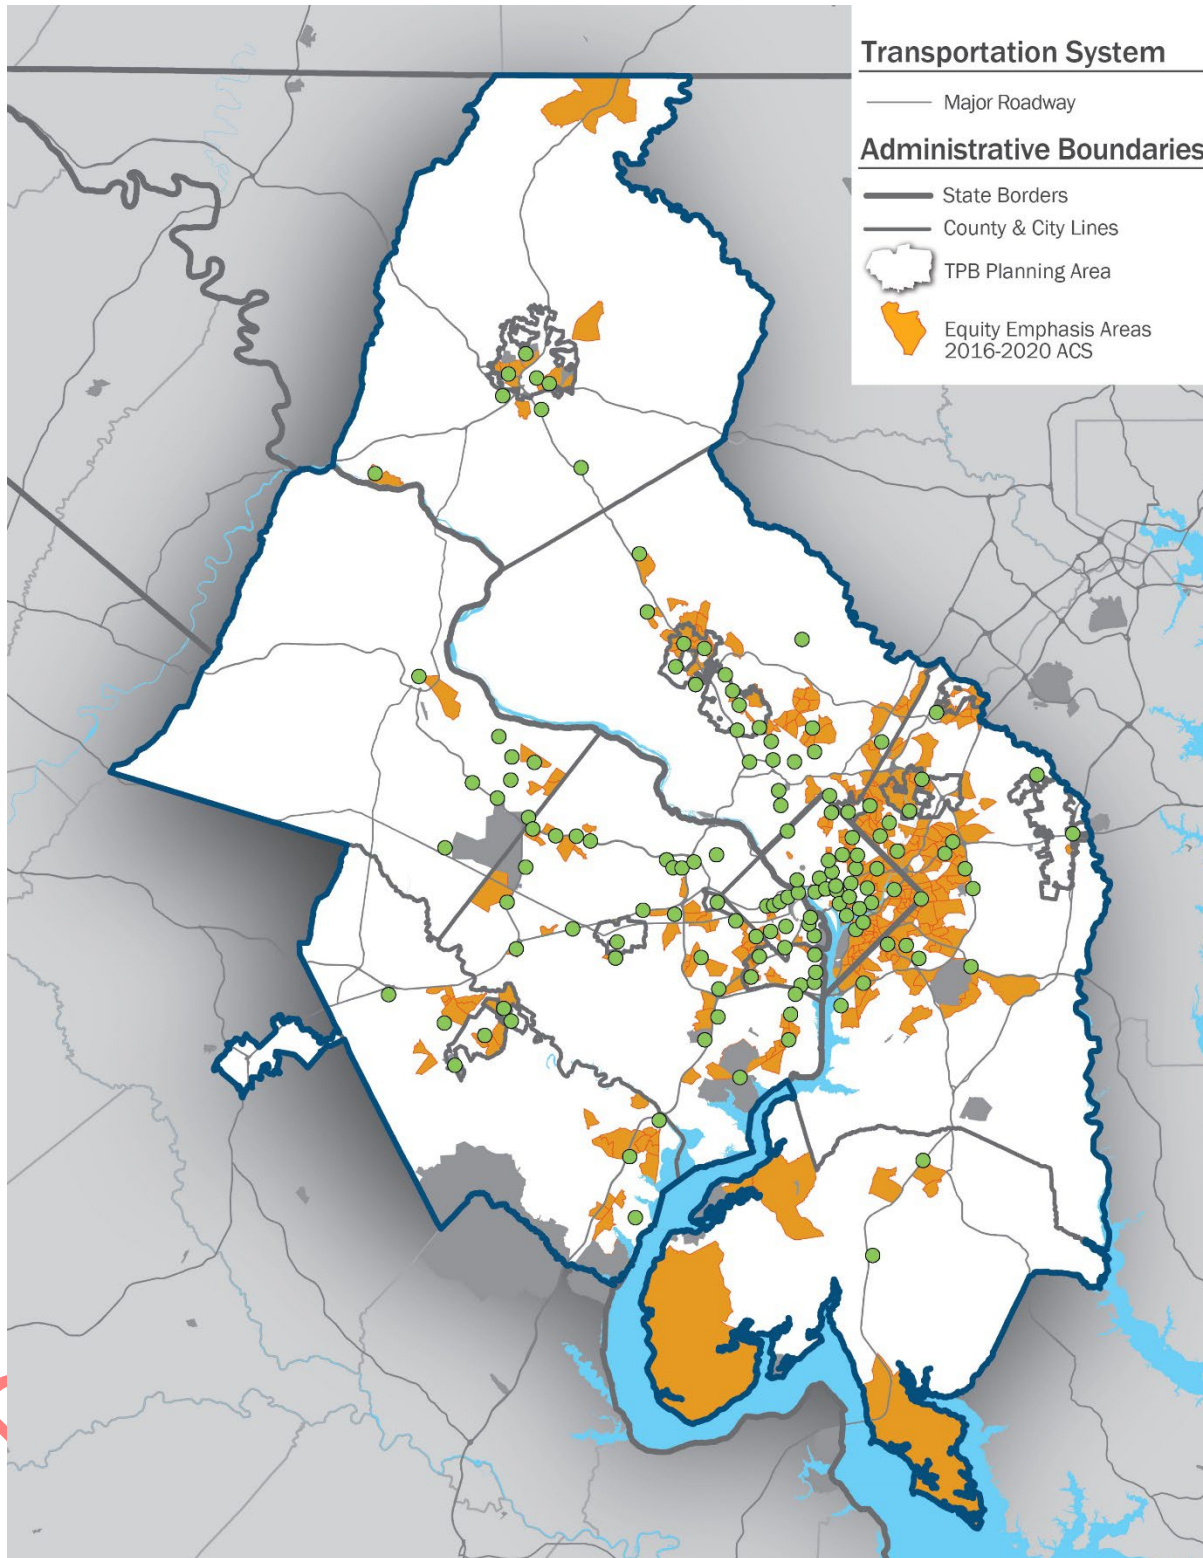 Transportation System
Major Roadway
Administrative Boundaries
State Borders
County & City Lines
TPB Planning Area
Equity Emphasis Areas
2016-2020 ACS